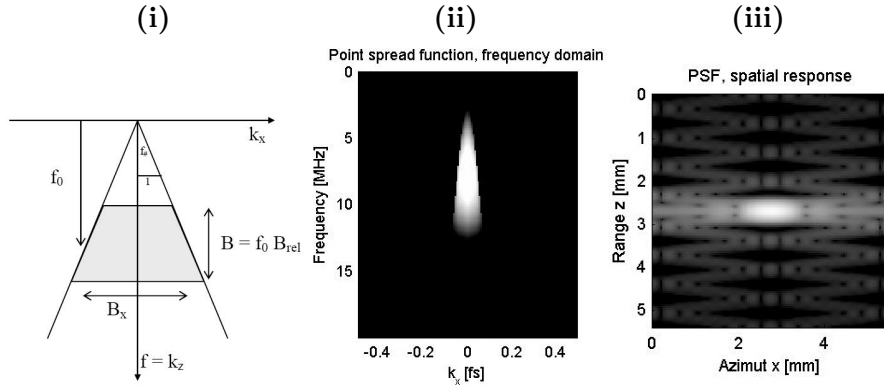 (i)
k_x
f_#
1
f_0
B = f_0 B_rel
B_x
f = k_z
(ii)
Point spread function, frequency domain
0
5
10
15
Frequency [MHz]
-0.4 -0.2 0 0.2 0.4
k_x [fs]
(iii)
PSF, spatial response
0
1
2
3
4
5
Range z [mm]
0 2 4
Azimut x [mm]